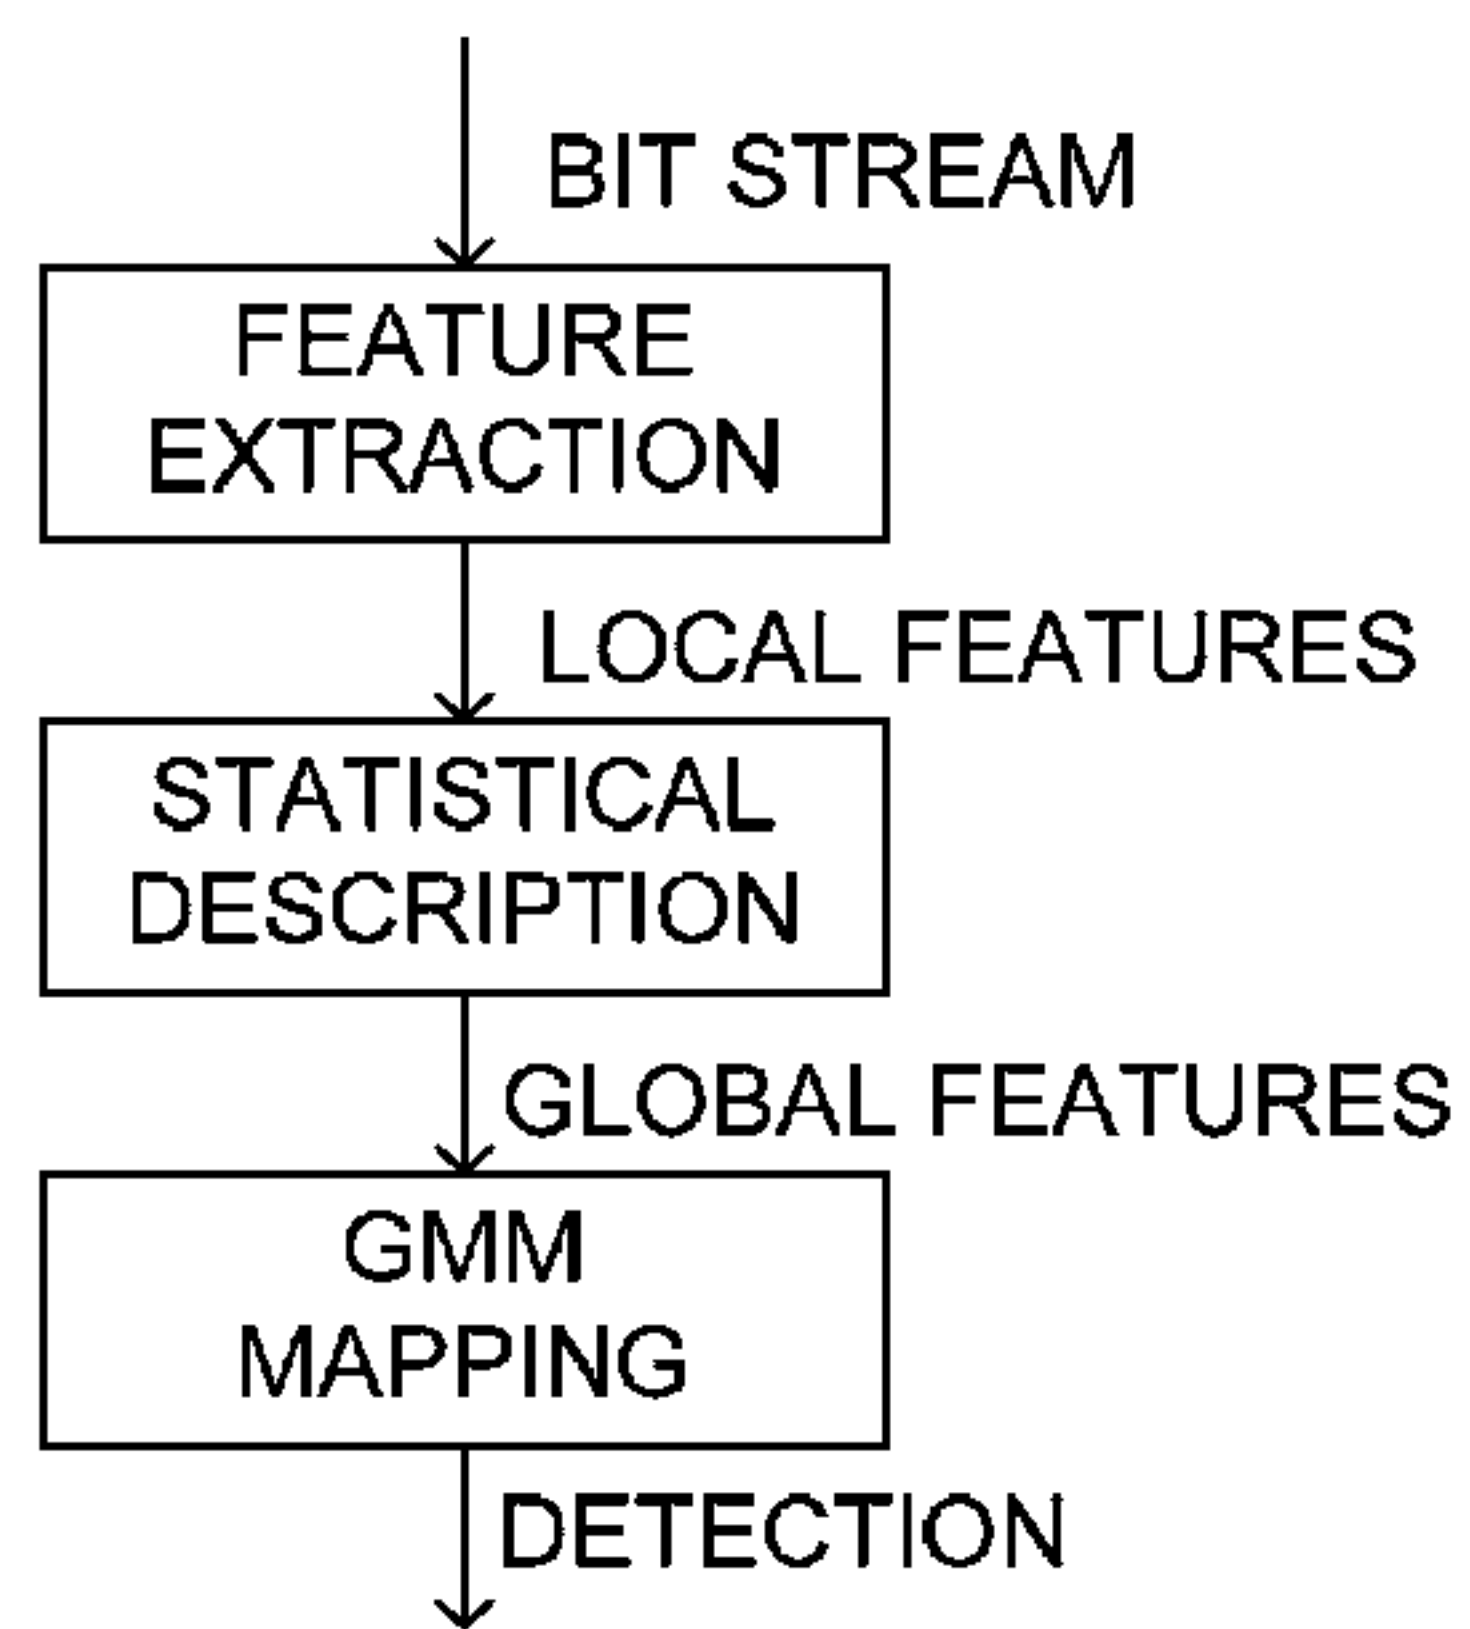 BIT STREAM
FEATURE
EXTRACTION
LOCAL FEATURES
STATISTICAL
DESCRIPTION
GLOBAL FEATURES
GMM
MAPPING
DETECTION